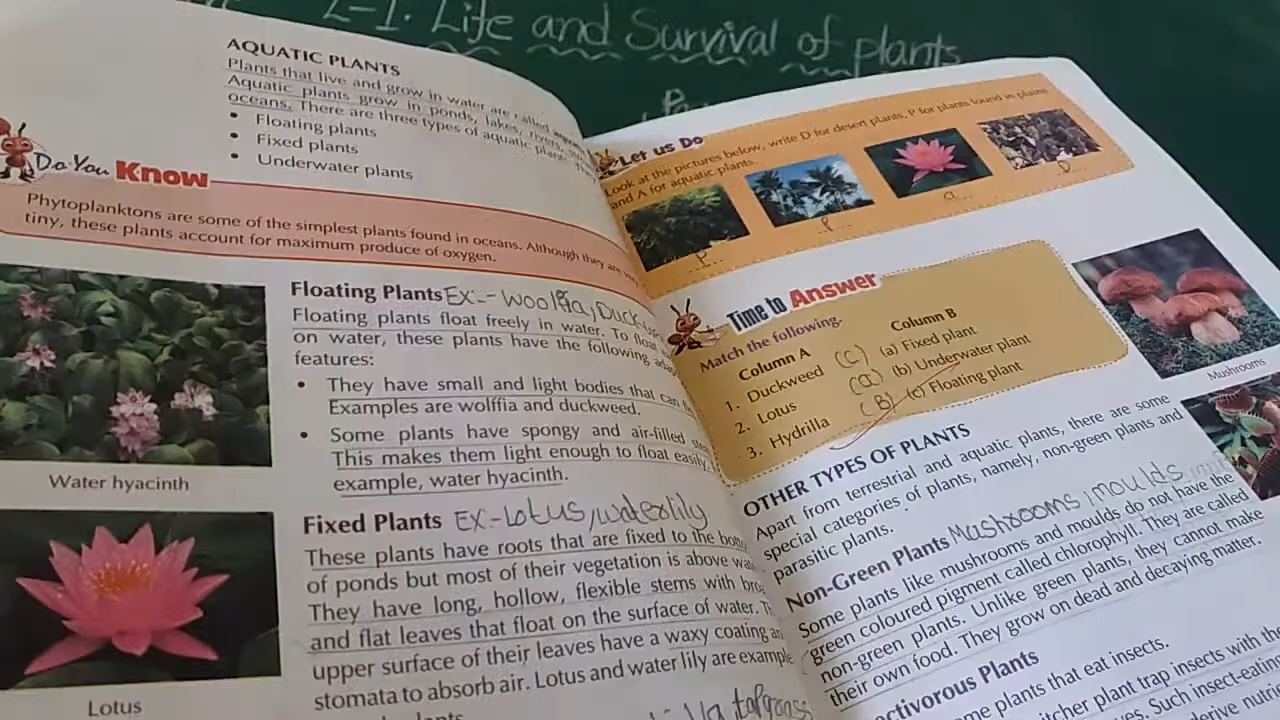 L-1. Life and Survival of plants
AQUATIC PLANTS
Plants that live and grow in water are called
Aquatic plants grow in ponds, lakes, rivers,
oceans. There are three types of aquatic plants.
• Floating plants
• Fixed plants
• Underwater plants
Do You Know
Phytoplanktons are some of the simplest plants found in oceans. Although they are
tiny, these plants account for maximum produce of oxygen.
Floating Plants Ex:-
Floating plants float freely in water. To float
on water, these plants have the following
features:
• They have small and light bodies that can
Examples are wolffia and duckweed.
• Some plants have spongy and air-filled
This makes them light enough to float easily.
example, water hyacinth.
Water hyacinth
Fixed Plants Ex-Lotus, waterlily
These plants have roots that are fixed to the
of ponds but most of their vegetation is above
They have long, hollow, flexible stems with
and flat leaves that float on the surface of water.
upper surface of their leaves have a waxy coating
stomata to absorb air. Lotus and water lily are
Lotus
plants
Let us Do
Look at the pictures below, write D for desert plants, P for plants found in plains
and A for aquatic plants.
P
P
a
D
Time to Answer
Match the following.
Column A Column B
1. Duckweed (C) (a) Fixed plant
2. Lotus (a) (b) Underwater plant
3. Hydrilla (B) (c) Floating plant
Mushrooms
OTHER TYPES OF PLANTS
Apart from terrestrial and aquatic plants, there are some
special categories of plants, namely, non-green plants and
parasitic plants.
Non-Green Plants Mushrooms, moulds
Some plants like mushrooms and moulds do not have the
green coloured pigment called chlorophyll. They are called
non-green plants. Unlike green plants, they cannot make
their own food. They grow on dead and decaying matter.
Plants
some plants that eat insects.
plant trap insects with
Such